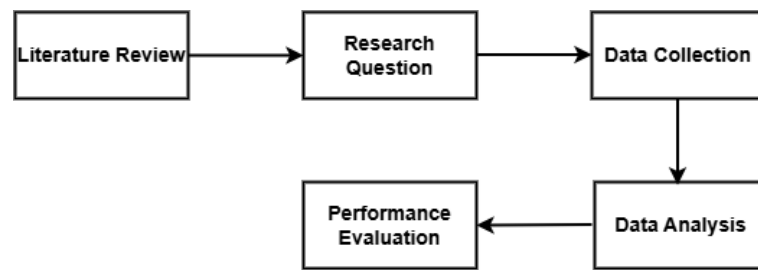 Literature Review
Research
Question
Data Collection
Data Analysis
Performance
Evaluation